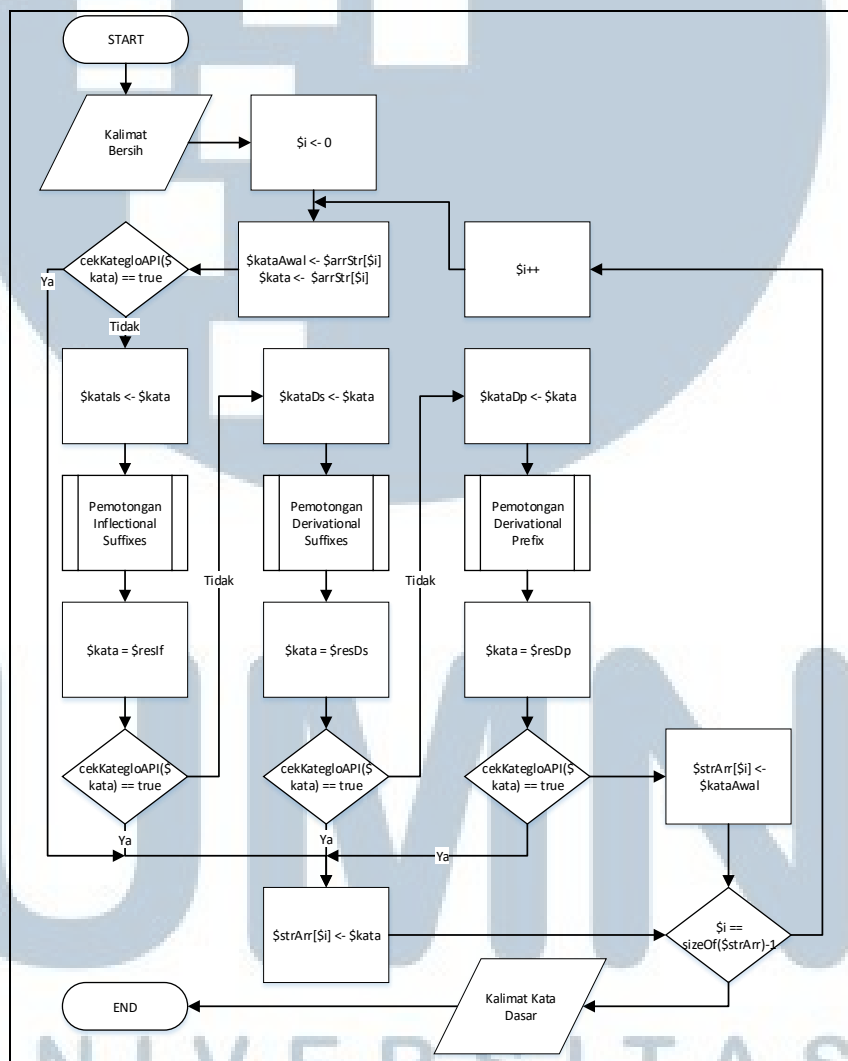 START
Kalimat
Bersih
$i <- 0
cekKategloAPI($
kata) == true
$kataAwal <- $arrStr[$i]
$kata <- $arrStr[$i]
$i++
Ya
Tidak
$kataIs <- $kata
$kataDs <- $kata
$kataDp <- $kata
Pemotongan
Inflectional
Suffixes
Pemotongan
Derivational
Suffixes
Pemotongan
Derivational
Prefix
Tidak
Tidak
$kata = $resIf
$kata = $resDs
$kata = $resDp
cekKategloAPI($
kata) == true
cekKategloAPI($
kata) == true
cekKategloAPI($
kata) == true
$strArr[$i] <-
$kataAwal
Ya
Ya
Ya
$strArr[$i] <- $kata
$i ==
sizeOf($strArr)-1
END
Kalimat Kata
Dasar
UMN
NIVERSITAS